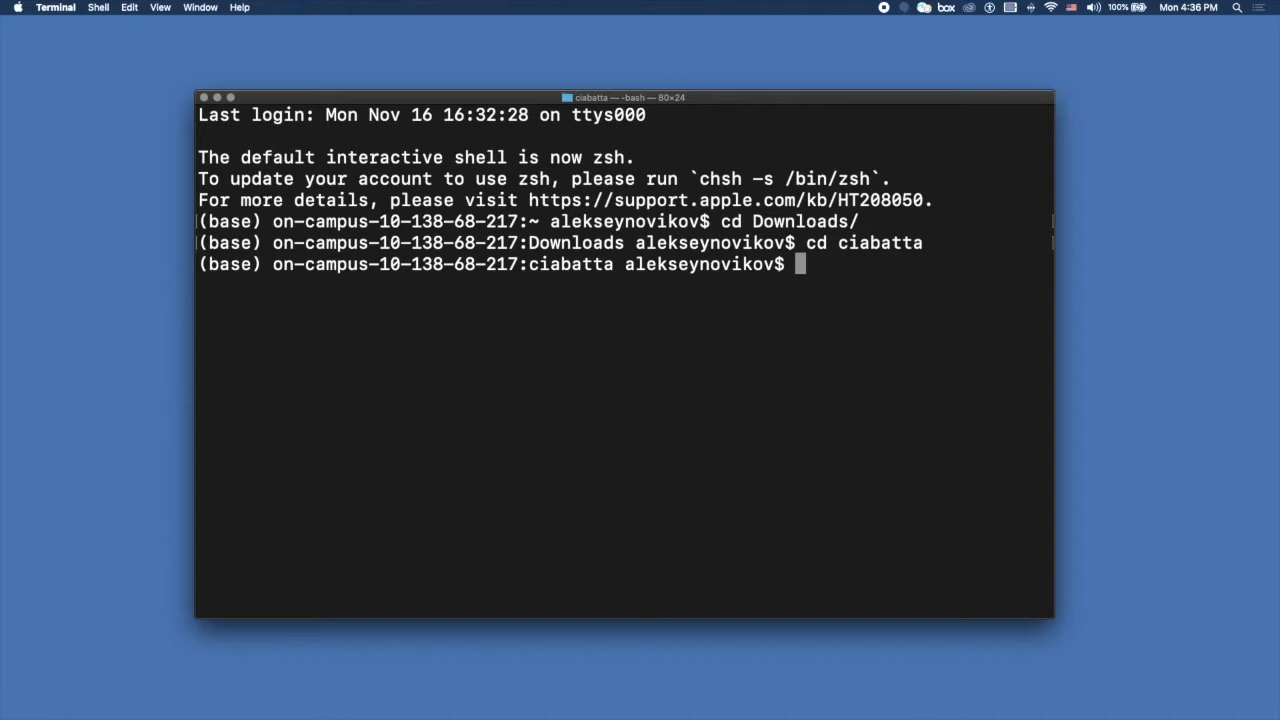 Terminal Shell Edit View Window Help box 100% Mon 4:36 PM
ciabatta — -bash — 80×24
Last login: Mon Nov 16 16:32:28 on ttys000
The default interactive shell is now zsh.
To update your account to use zsh, please run `chsh -s /bin/zsh`.
For more details, please visit https://support.apple.com/kb/HT208050.
(base) on-campus-10-138-68-217:~ alekseynovikov$ cd Downloads/
(base) on-campus-10-138-68-217:Downloads alekseynovikov$ cd ciabatta
(base) on-campus-10-138-68-217:ciabatta alekseynovikov$